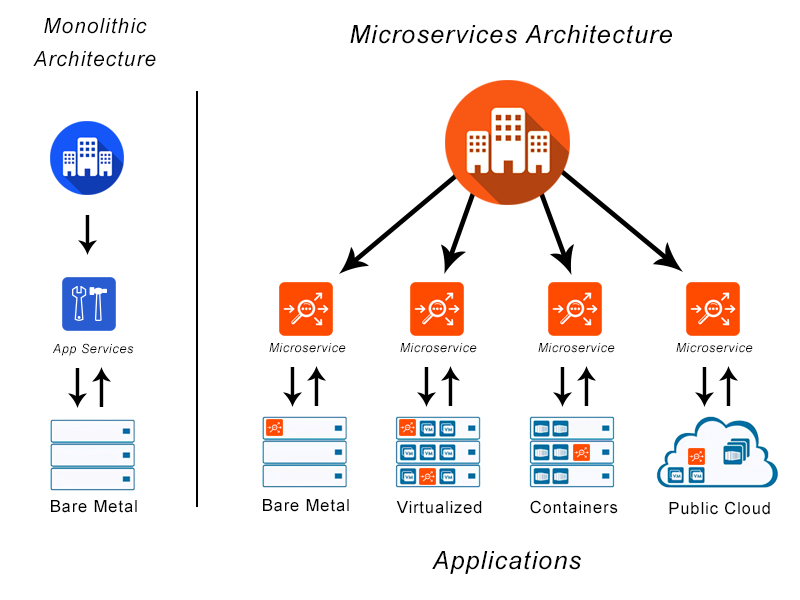 Monolithic
Architecture
Microservices Architecture
App Services
Microservice
Microservice
Microservice
Microservice
VM
VM
VM
VM
VM
VM
VM
VM
VM
Bare Metal
Bare Metal
Virtualized
Containers
Public Cloud
Applications